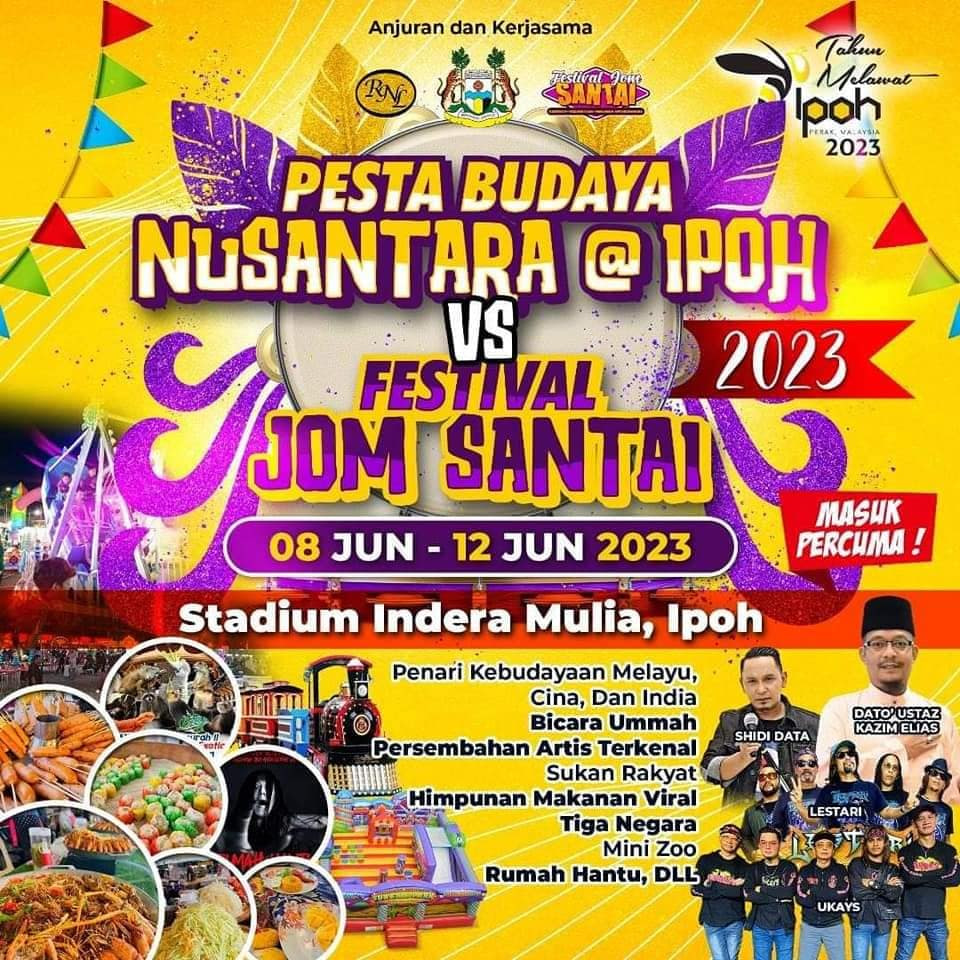 Anjuran dan Kerjasama
RNL
Festival Jom
SANTAI
Tahun
Melawat
Ipoh
PERAK, MALAYSIA
2023
PESTA BUDAYA
NUSANTARA @ IPOH
VS
FESTIVAL
JOM SANTAI
2023
08 JUN - 12 JUN 2023
MASUK
PERCUMA !
Stadium Indera Mulia, Ipoh
Penari Kebudayaan Melayu,
Cina, Dan India
Bicara Ummah
Persembahan Artis Terkenal
Sukan Rakyat
Himpunan Makanan Viral
Tiga Negara
Mini Zoo
Rumah Hantu, DLL
SHIDI DATA
DATO' USTAZ
KAZIM ELIAS
LESTARI
UKAYS